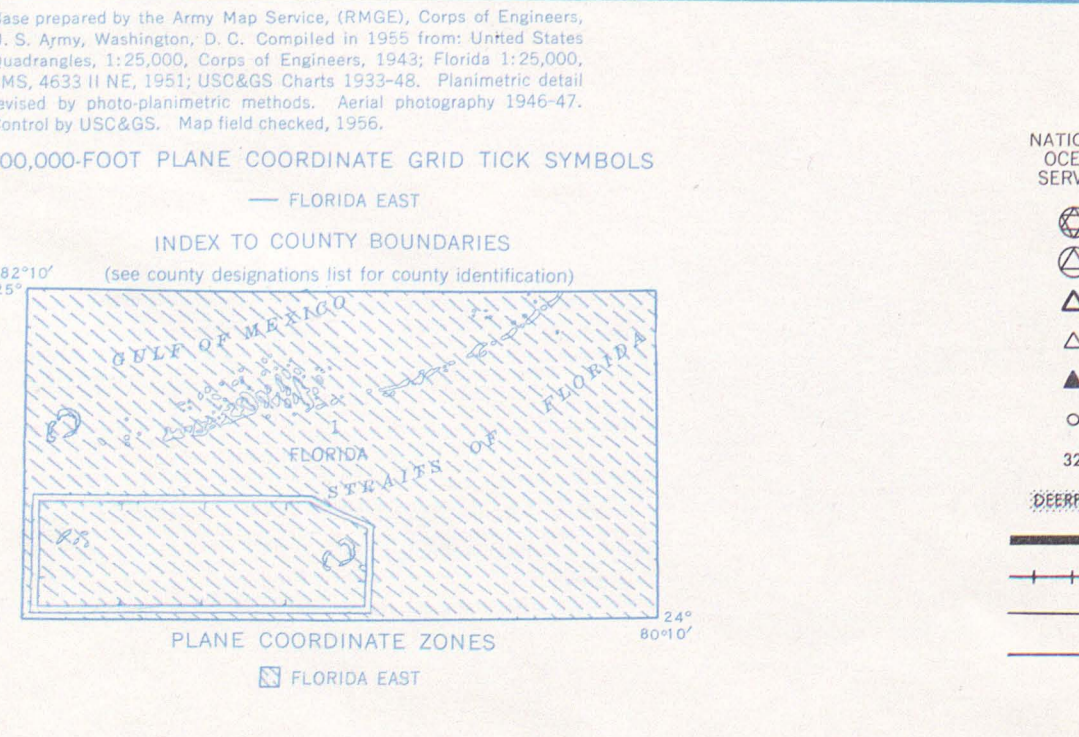 ase prepared by the Army Map Service, (RMGE), Corps of Engineers,
. S. Army, Washington, D. C. Compiled in 1955 from: United States
uadrangles, 1:25,000, Corps of Engineers, 1943; Florida 1:25,000,
MS, 4633 II NE, 1951; USC&GS Charts 1933-48. Planimetric detail
evised by photo-planimetric methods. Aerial photography 1946-47.
ontrol by USC&GS. Map field checked, 1956.
00,000-FOOT PLANE COORDINATE GRID TICK SYMBOLS
FLORIDA EAST
INDEX TO COUNTY BOUNDARIES
(see county designations list for county identification)
82°10′
25°
GULF OF MEXICO
STRAITS OF FLORIDA
1
FLORIDA
24°
80°10′
PLANE COORDINATE ZONES
FLORIDA EAST
NATIO
OCE
SERV
32
DEERF